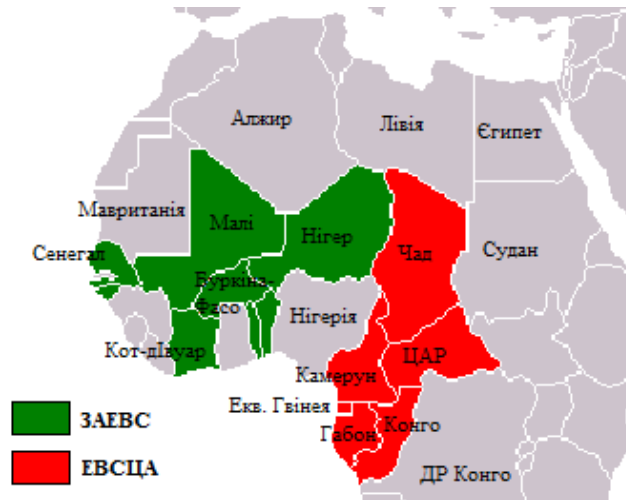 Алжир
Лівія
Єгипет
Мавританія
Малі
Нігер
Чад
Судан
Сенегал
Буркіна-
Фасо
Нігерія
Кот-дІвуар
ЦАР
Камерун
Екв. Гвінея
Габон
Конго
ДР Конго
ЗАЕВС
ЕВСЦА